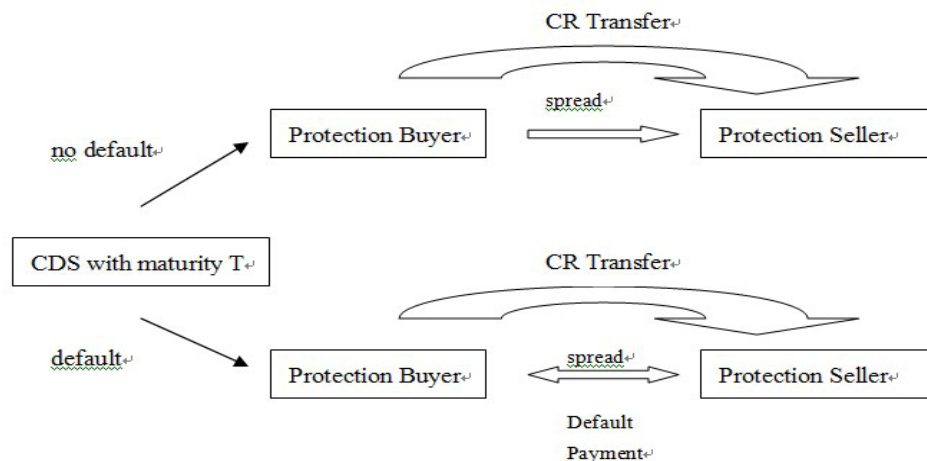 CR Transfer↵
spread↵
Protection Buyer↵
Protection Seller↵
no default↵
CDS with maturity T↵
CR Transfer↵
default↵
spread↵
Protection Buyer↵
Protection Seller↵
Default
Payment↵